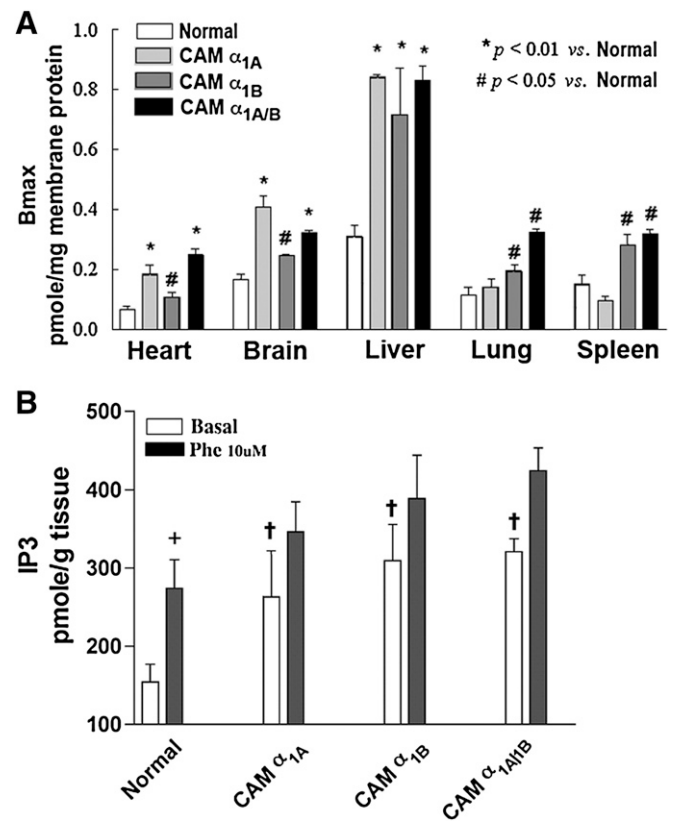 A
1.0
0.8
0.6
0.4
0.2
0.0
Bmax
pmole/mg membrane protein
Normal
CAM α1A
CAM α1B
CAM α1A/B
* p < 0.01 vs. Normal
# p < 0.05 vs. Normal
* # *
* # *
* * *
# #
# #
Heart Brain Liver Lung Spleen
B
500
400
300
200
100
IP3
pmole/g tissue
Basal
Phe 10uM
+ † † †
Normal CAM α1A CAM α1B CAM α1A/1B